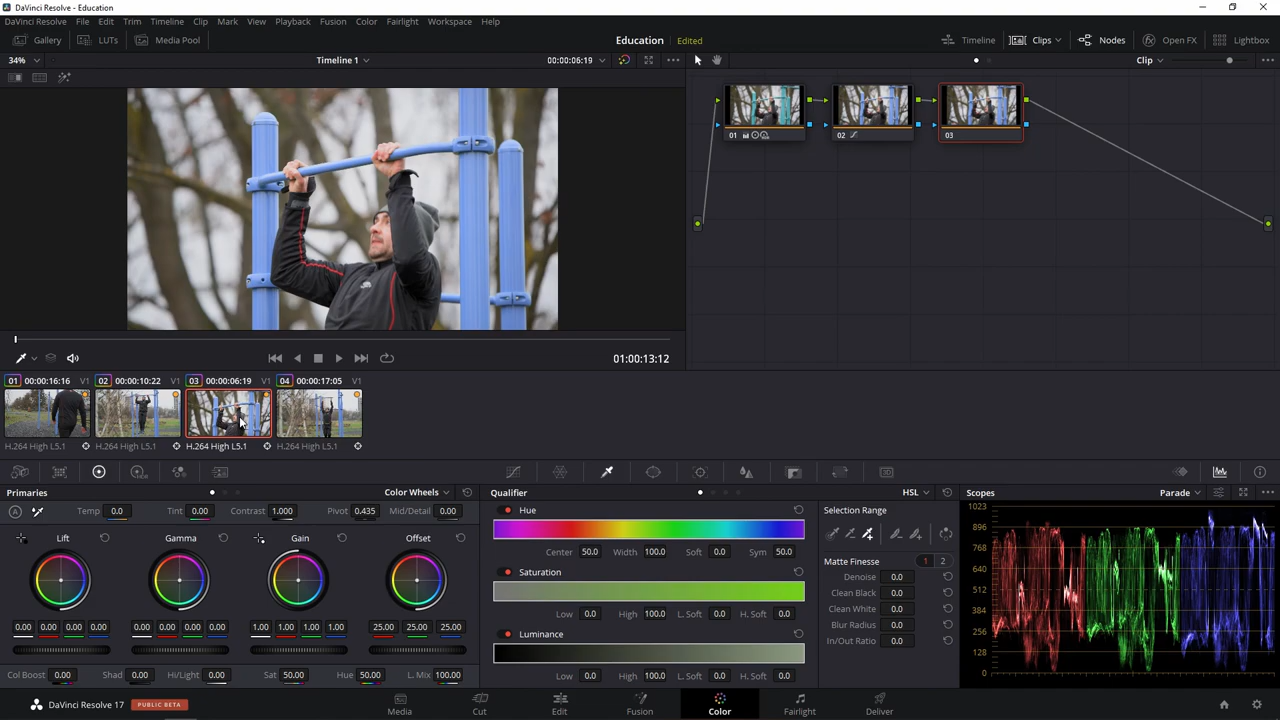 DaVinci Resolve - Education
DaVinci Resolve File Edit Trim Timeline Clip Mark View Playback Fusion Color Fairlight Workspace Help
Gallery LUTs Media Pool Education Edited Timeline Clips Nodes Open FX Lightbox
34% Timeline 1 00:00:06:19 Clip
01 02 03
01:00:13:12
01 00:00:16:16 V1 02 00:00:10:22 V1 03 00:00:06:19 V1 04 00:00:17:05 V1
H.264 High L5.1 H.264 High L5.1 H.264 High L5.1 H.264 High L5.1
Primaries Color Wheels Qualifier HSL Scopes Parade
Temp 0.0 Tint 0.00 Contrast 1.000 Pivot 0.435 Mid/Detail 0.00
Lift Gamma Gain Offset
0.00 0.00 0.00 0.00 0.00 0.00 0.00 0.00 1.00 1.00 1.00 1.00 25.00 25.00 25.00
Col Boost 0.00 Shad 0.00 Hi/Light 0.00 Sat 50.00 Hue 50.00 L. Mix 100.00
Hue
Center 50.0 Width 100.0 Soft 0.0 Sym 50.0
Saturation
Low 0.0 High 100.0 L. Soft 0.0 H. Soft 0.0
Luminance
Low 0.0 High 100.0 L. Soft 0.0 H. Soft 0.0
Selection Range
Matte Finesse 1 2
Denoise 0.0
Clean Black 0.0
Clean White 0.0
Blur Radius 0.0
In/Out Ratio 0.0
1023
896
768
640
512
384
256
128
0
DaVinci Resolve 17 PUBLIC BETA Media Cut Edit Fusion Color Fairlight Deliver